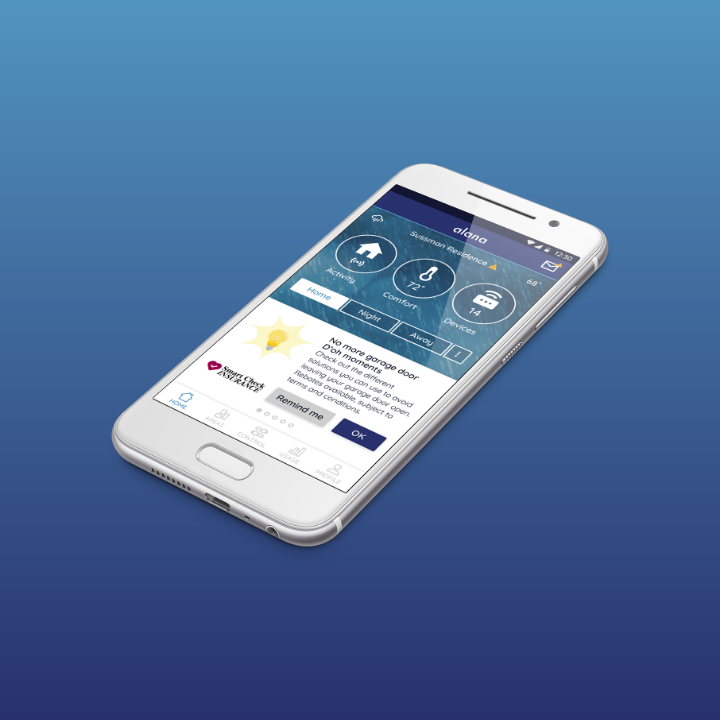 12:30
alana
Sussman Residence
68°
Activity
72°
Comfort
14
Devices
Home
Night
Away
No more garage door
D'oh moments
Check out the different
solutions you can use to avoid
leaving your garage door open.
Rebates available, subject to
terms and conditions.
Smart Check
INSURANCE
Remind me
OK
HOME
AREAS
CONTROL
USAGE
PROFILE